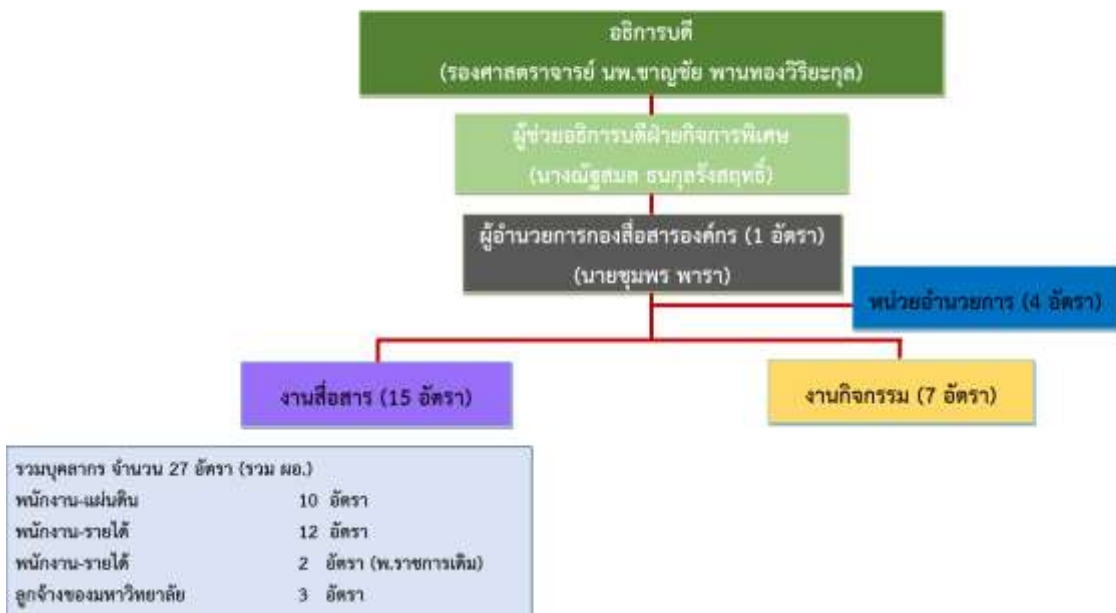 อธิการบดี
(รองศาสตราจารย์ นพ.ชาญชัย พานทองวิริยะกุล)
ผู้ช่วยอธิการบดีฝ่ายกิจการพิเศษ
(นางณัฐสมล ธนกุลรังสฤทธิ์)
ผู้อำนวยการกองสื่อสารองค์กร (1 อัตรา)
(นายชุมพร พารา)
หน่วยอำนวยการ (4 อัตรา)
งานสื่อสาร (15 อัตรา)
งานกิจกรรม (7 อัตรา)
รวมบุคลากร จำนวน 27 อัตรา (รวม ผอ.)
พนักงาน-แผ่นดิน 10 อัตรา
พนักงาน-รายได้ 12 อัตรา
พนักงาน-รายได้ 2 อัตรา (พ.ราชการเดิม)
ลูกจ้างของมหาวิทยาลัย 3 อัตรา